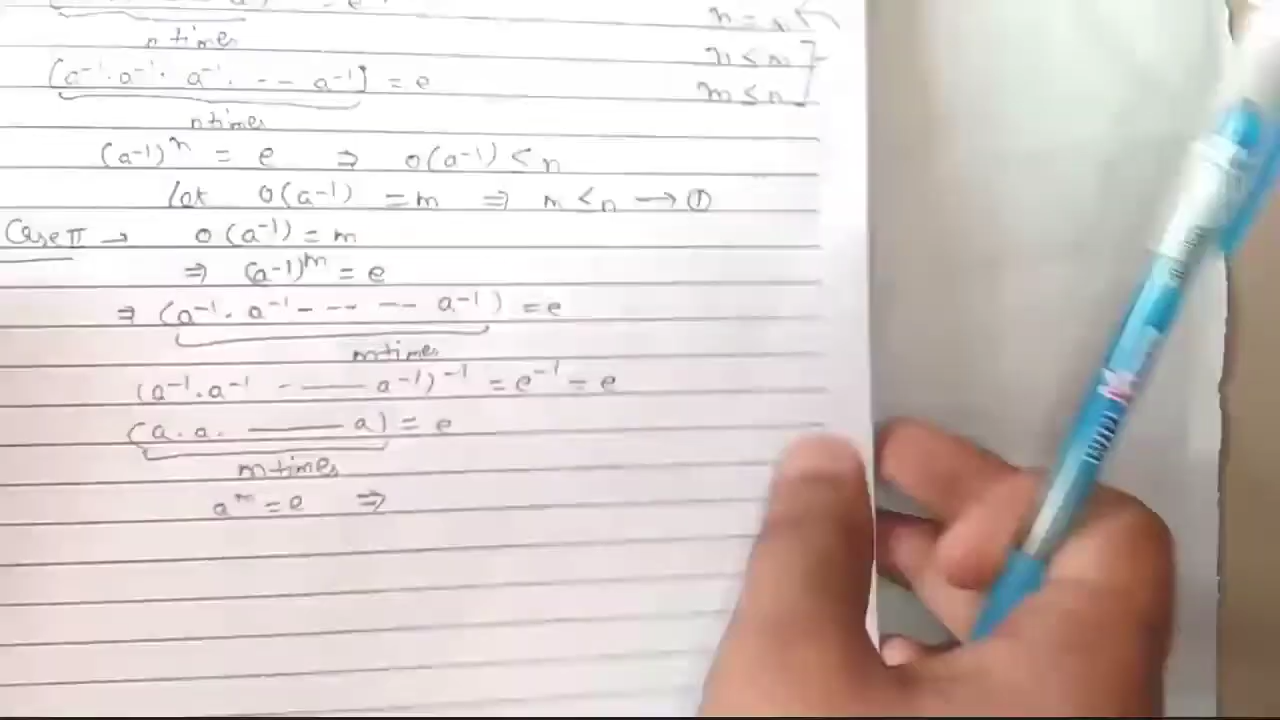 n times
n ≤ m
(a⁻¹. a⁻¹. a⁻¹. -- a⁻¹) = e
m ≤ n
n times
(a-1)ⁿ = e ⇒ o(a-1) < n
let o(a-1) = m ⇒ m < n → ①
Case II → o(a⁻¹) = m
⇒ (a-1)ᵐ = e
⇒ (a⁻¹. a⁻¹ - -- -- a⁻¹) = e
m times
(a⁻¹. a⁻¹ - —— a⁻¹)⁻¹ = e⁻¹ = e
(a. a. ——— a) = e
m times
aᵐ = e ⇒